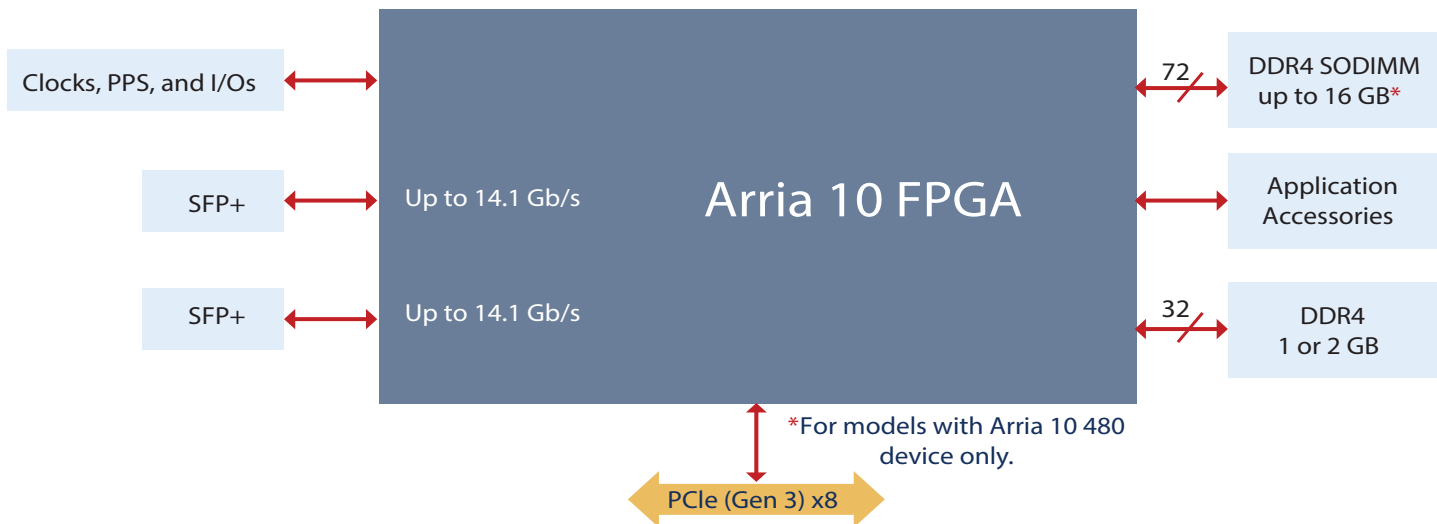 Clocks, PPS, and I/Os
SFP+
SFP+
Up to 14.1 Gb/s
Up to 14.1 Gb/s
Arria 10 FPGA
72
DDR4 SODIMM
up to 16 GB*
Application
Accessories
32
DDR4
1 or 2 GB
*For models with Arria 10 480
device only.
PCIe (Gen 3) x8